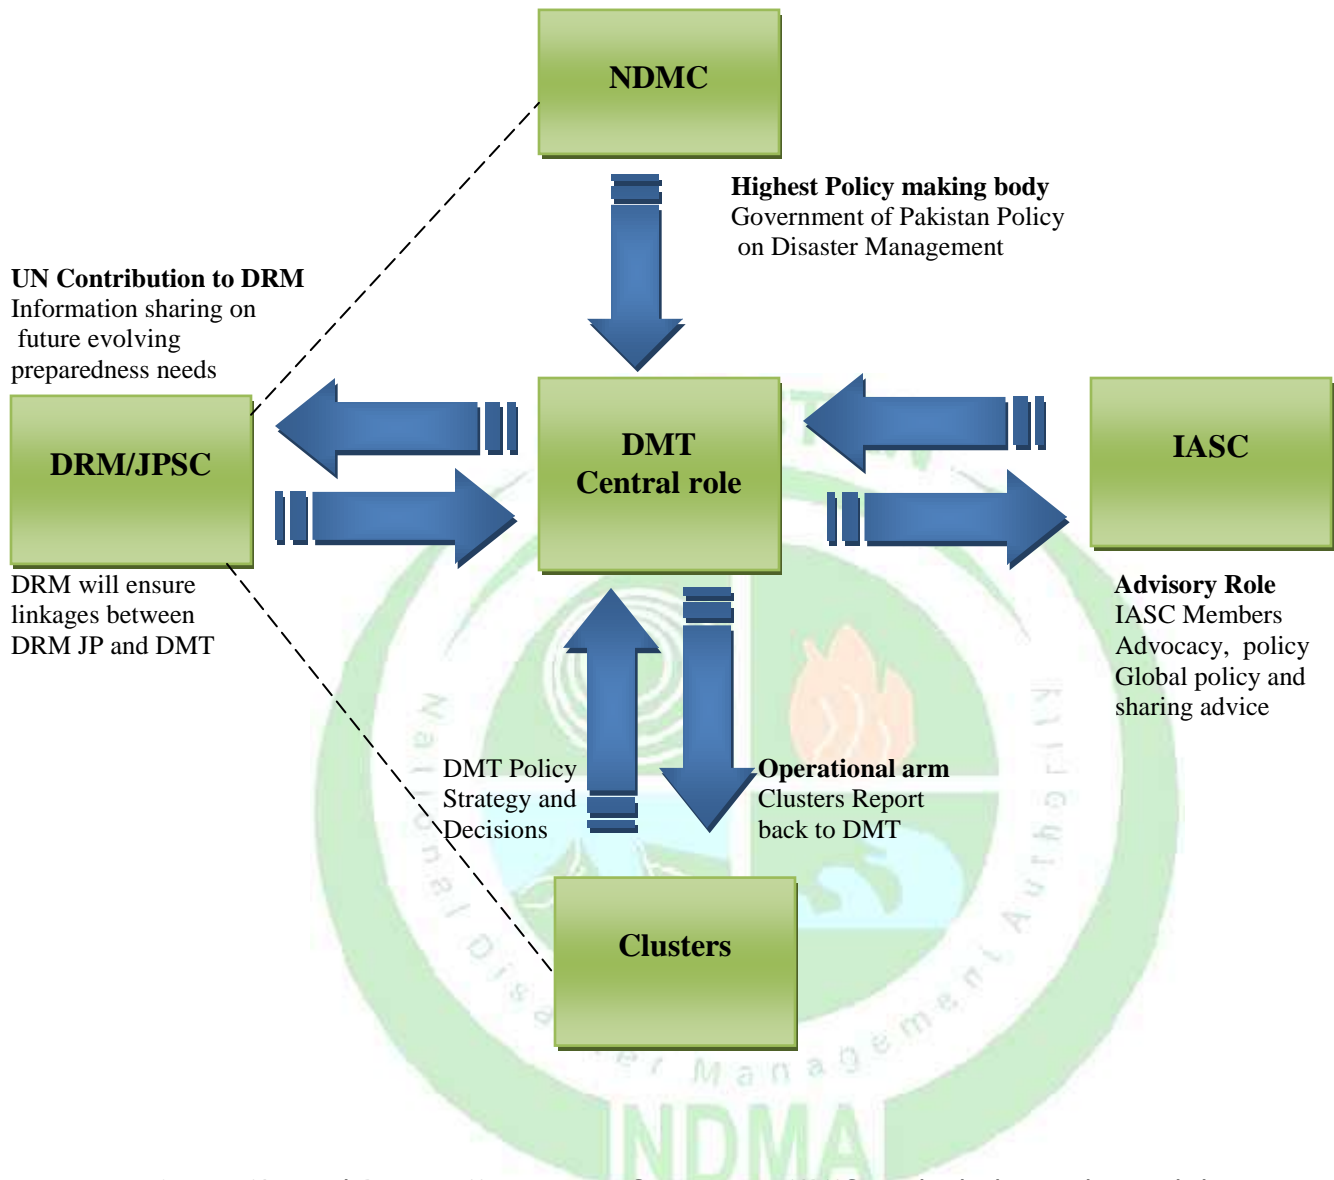 NDMC
Highest Policy making body
Government of Pakistan Policy
on Disaster Management
UN Contribution to DRM
Information sharing on
future evolving
preparedness needs
DRM/JPSC
DMT
Central role
IASC
DRM will ensure
linkages between
DRM JP and DMT
Advisory Role
IASC Members
Advocacy, policy
Global policy and
sharing advice
DMT Policy
Strategy and
Decisions
Operational arm
Clusters Report
back to DMT
Clusters
National Disaster Management Authority
NDMA